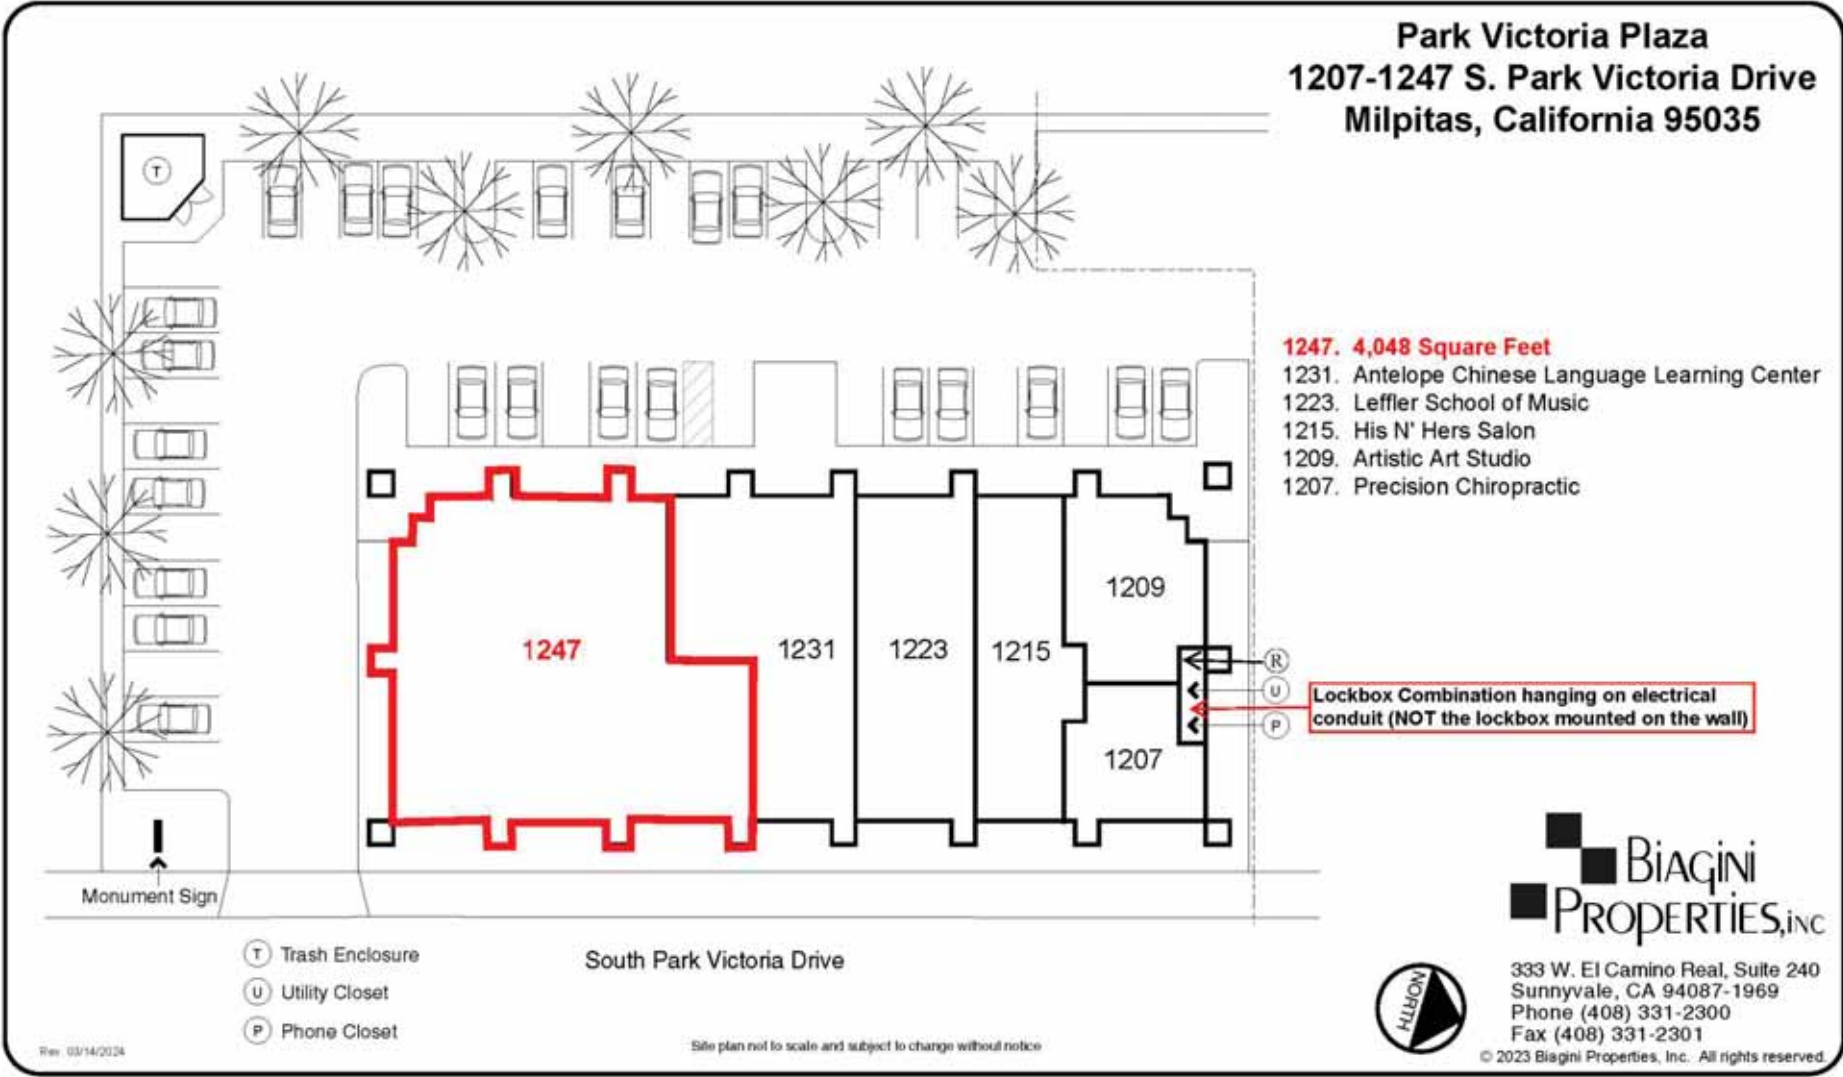 Park Victoria Plaza
1207-1247 S. Park Victoria Drive
Milpitas, California 95035
T
1247. 4,048 Square Feet
1231. Antelope Chinese Language Learning Center
1223. Leffler School of Music
1215. His N' Hers Salon
1209. Artistic Art Studio
1207. Precision Chiropractic
1247
1231
1223
1215
1209
1207
R
U
P
Lockbox Combination hanging on electrical
conduit (NOT the lockbox mounted on the wall)
Monument Sign
T Trash Enclosure
U Utility Closet
P Phone Closet
South Park Victoria Drive
BiAGiNi
PROPERTiES,iNC
NORTH
333 W. El Camino Real, Suite 240
Sunnyvale, CA 94087-1969
Phone (408) 331-2300
Fax (408) 331-2301
© 2023 Biagini Properties, Inc. All rights reserved.
Rev. 03/14/2024
Site plan not to scale and subject to change without notice